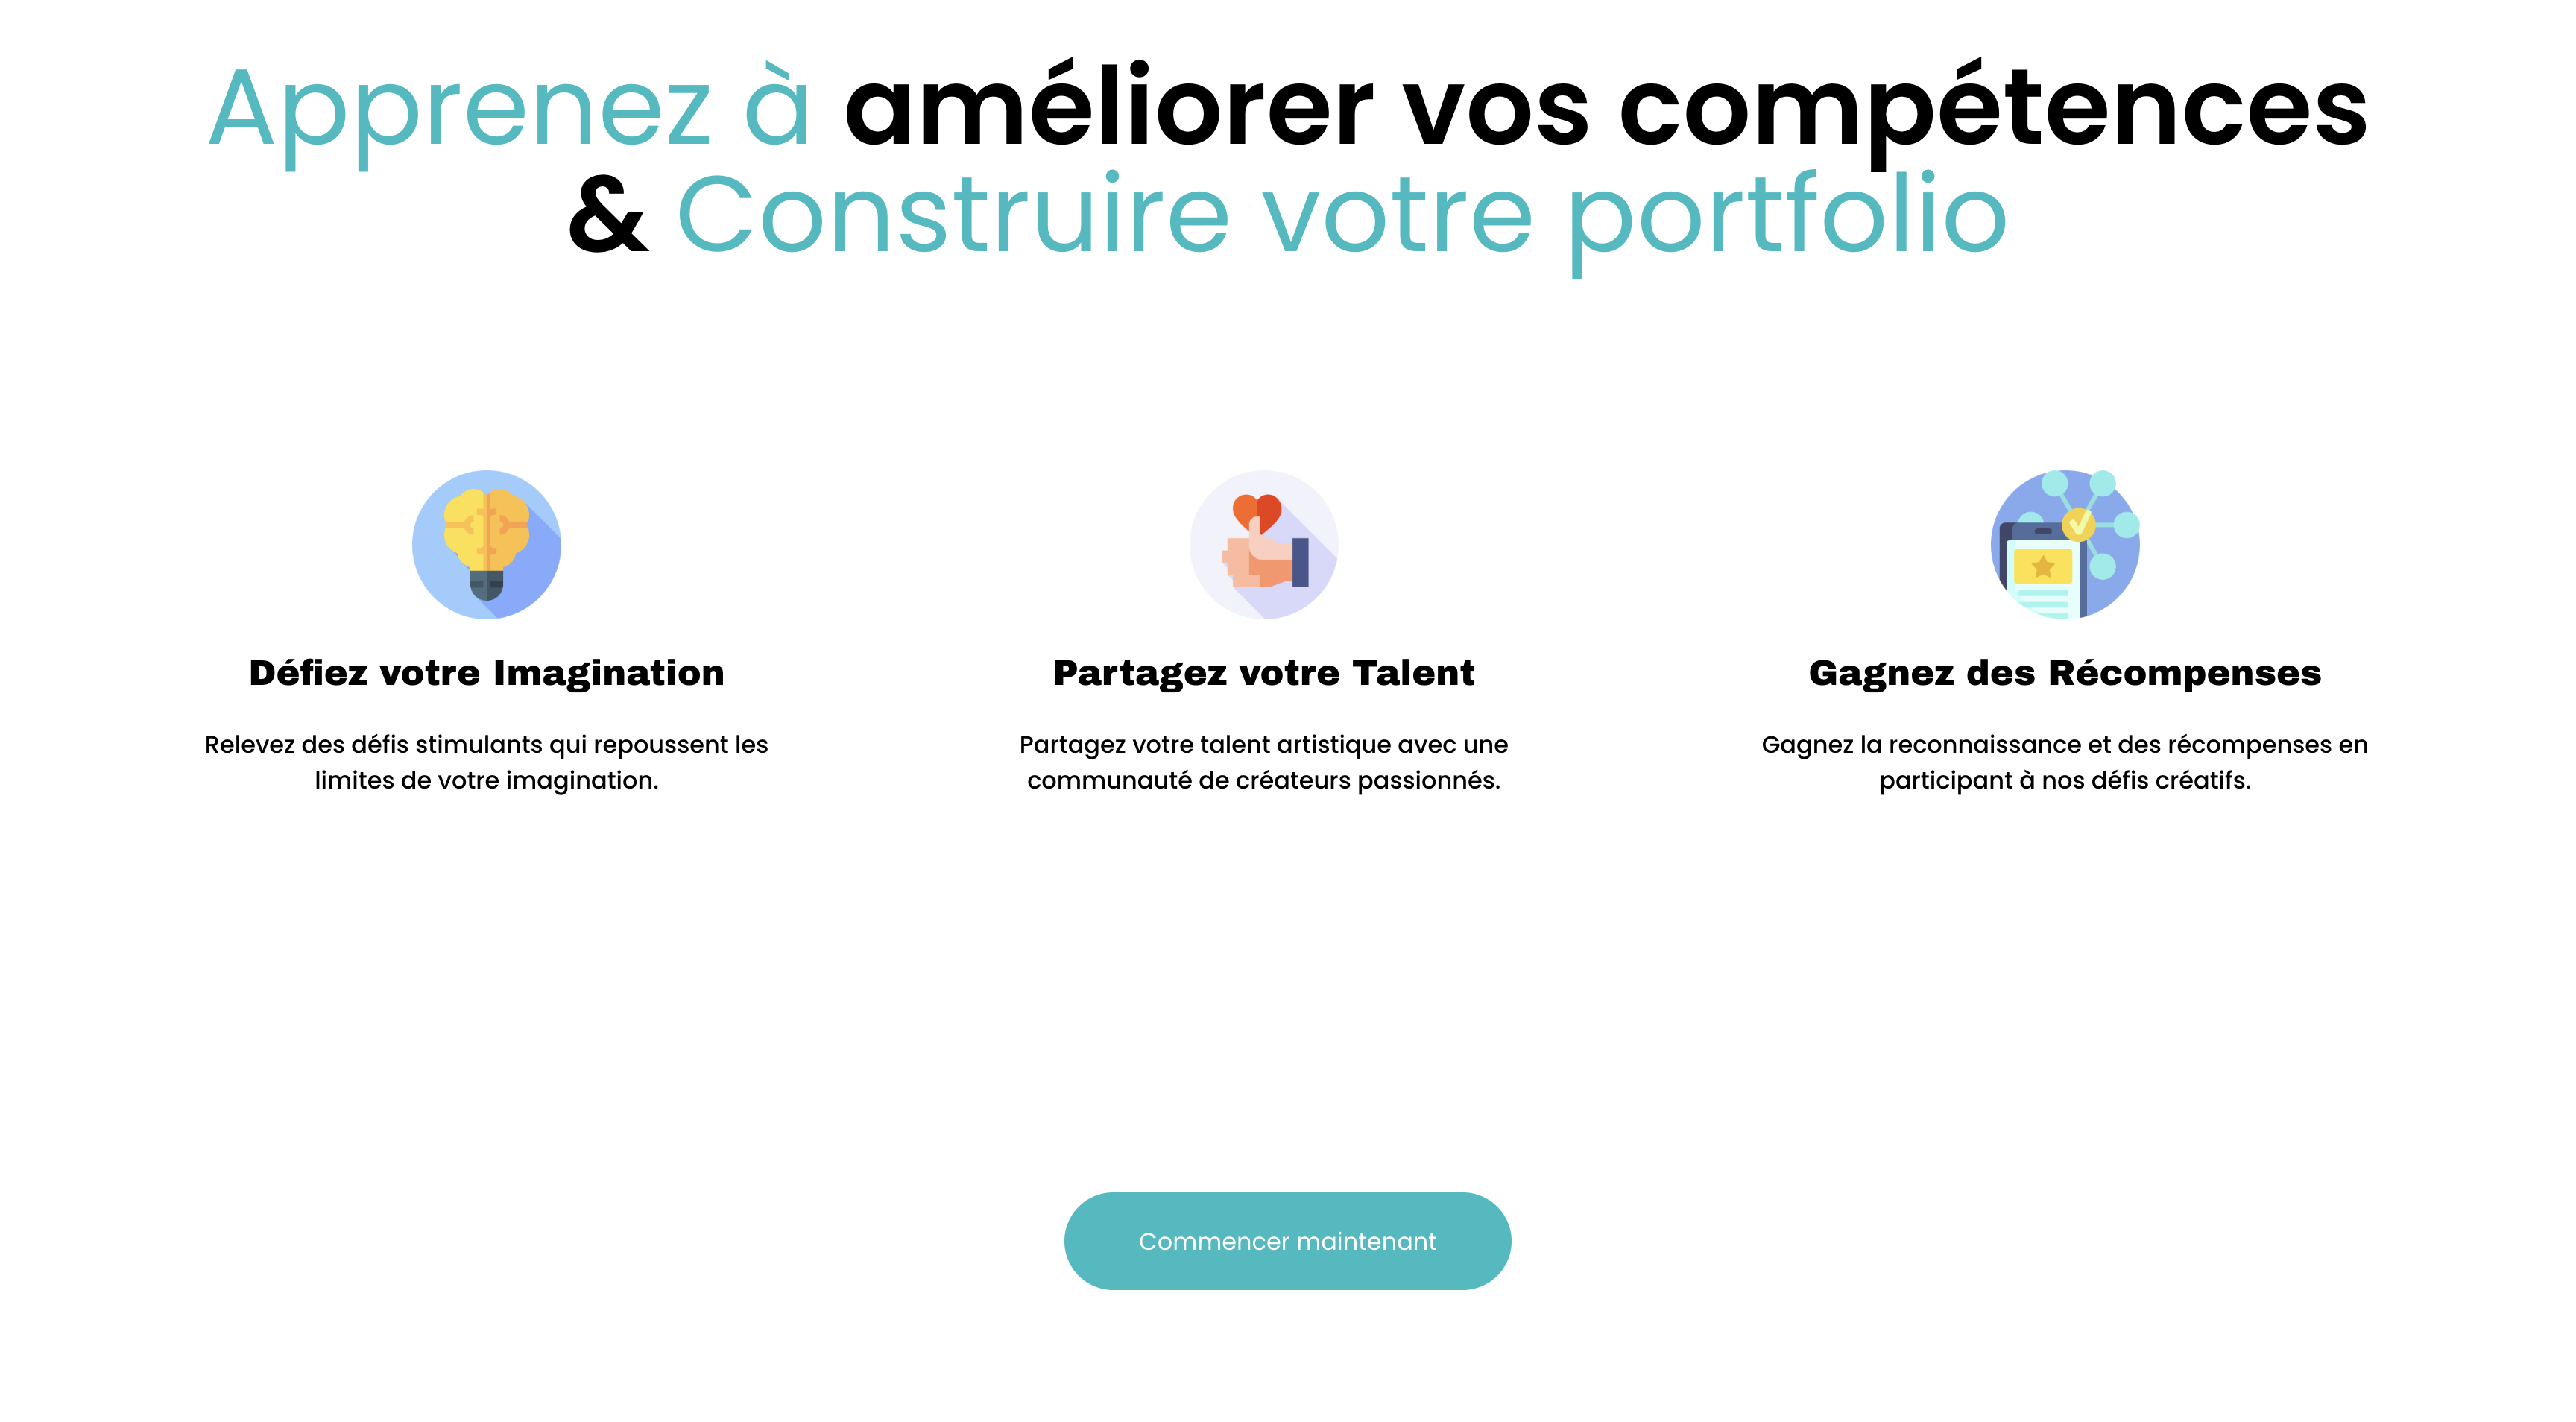 Apprenez à améliorer vos compétences
& Construire votre portfolio
Défiez votre Imagination
Relevez des défis stimulants qui repoussent les
limites de votre imagination.
Partagez votre Talent
Partagez votre talent artistique avec une
communauté de créateurs passionnés.
Gagnez des Récompenses
Gagnez la reconnaissance et des récompenses en
participant à nos défis créatifs.
Commencer maintenant